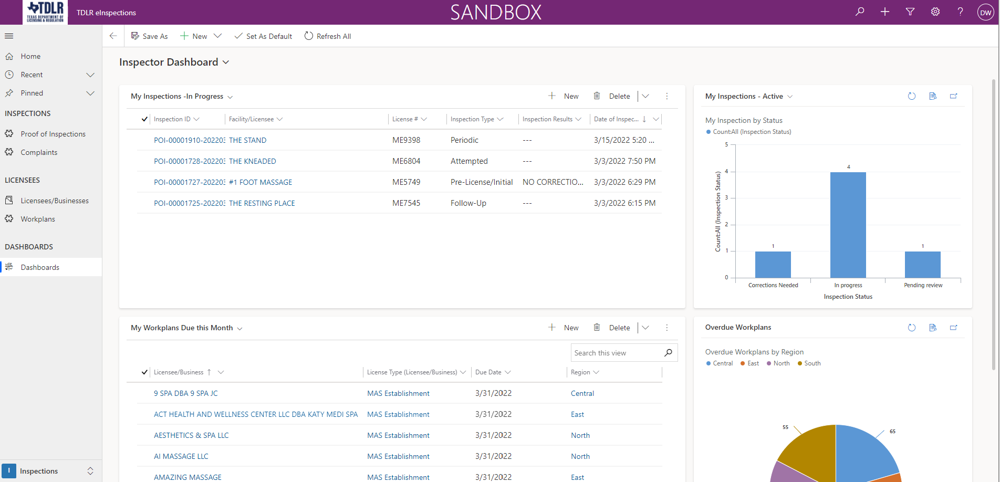 TDLR
TEXAS DEPARTMENT OF
LICENSING & REGULATION
TDLR eInspections
SANDBOX
DW
Save As
New
Set As Default
Refresh All
Home
Recent
Pinned
INSPECTIONS
Proof of Inspections
Complaints
LICENSEES
Licensees/Businesses
Workplans
DASHBOARDS
Dashboards
I Inspections
Inspector Dashboard
My Inspections -In Progress
New Delete
Inspection ID Facility/Licensee License # Inspection Type Inspection Results Date of Inspec...
POI-00001910-202203 THE STAND ME9398 Periodic --- 3/15/2022 5:20 ...
POI-00001728-202203 THE KNEADED ME6804 Attempted --- 3/3/2022 7:50 PM
POI-00001727-202203 #1 FOOT MASSAGE ME5749 Pre-License/Initial NO CORRECTIO... 3/3/2022 6:29 PM
POI-00001725-202203 THE RESTING PLACE ME7545 Follow-Up --- 3/3/2022 6:15 PM
My Inspections - Active
My Inspection by Status
Count:All (Inspection Status)
Count:All (Inspection Status)
5
4
3
2
1
0
1
4
1
Corrections Needed In progress Pending review
Inspection Status
My Workplans Due this Month
New Delete
Search this view
Licensee/Business License Type (Licensee/Business) Due Date Region
9 SPA DBA 9 SPA JC MAS Establishment 3/31/2022 Central
ACT HEALTH AND WELLNESS CENTER LLC DBA KATY MEDI SPA MAS Establishment 3/31/2022 East
AESTHETICS & SPA LLC MAS Establishment 3/31/2022 North
AI MASSAGE LLC MAS Establishment 3/31/2022 North
AMAZING MASSAGE MAS Establishment 3/31/2022 East
Overdue Workplans
Overdue Workplans by Region
Central East North South
55
65